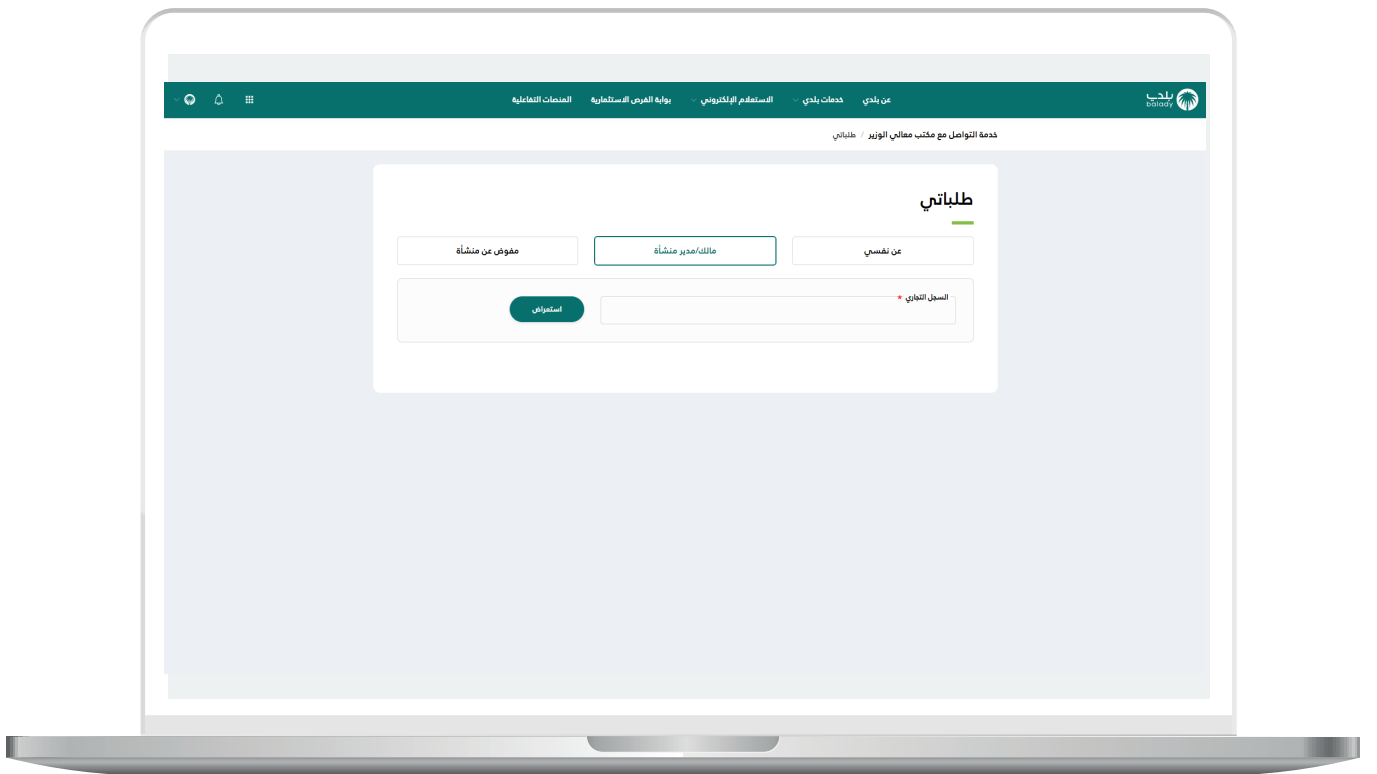 بلدي
balady
عن بلدي خدمات بلدي الاستعلام الإلكتروني بوابة الفرص الاستثمارية المنصات التفاعلية
خدمة التواصل مع مكتب معالي الوزير / طلباتي
طلباتي
عن نفسي
مالك/مدير منشأة
مفوض عن منشأة
السجل التجاري *
استعراض